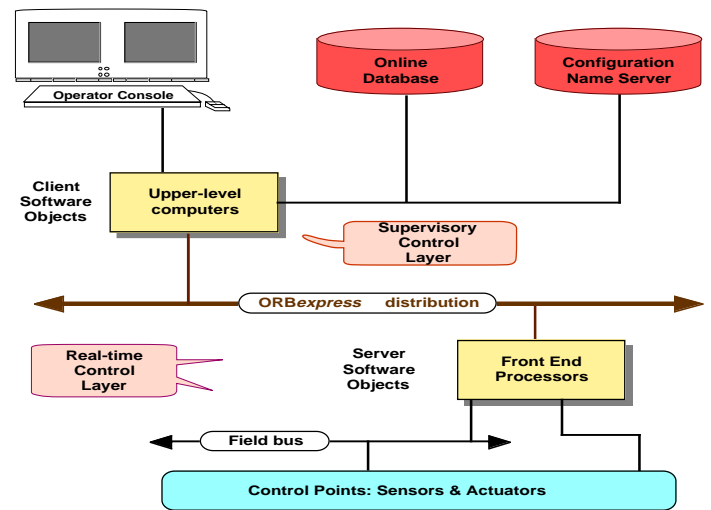 Operator Console
Online
Database
Configuration
Name Server
Client
Software
Objects
Upper-level
computers
Supervisory
Control
Layer
ORBexpress distribution
Real-time
Control
Layer
Server
Software
Objects
Front End
Processors
Field bus
Control Points: Sensors & Actuators